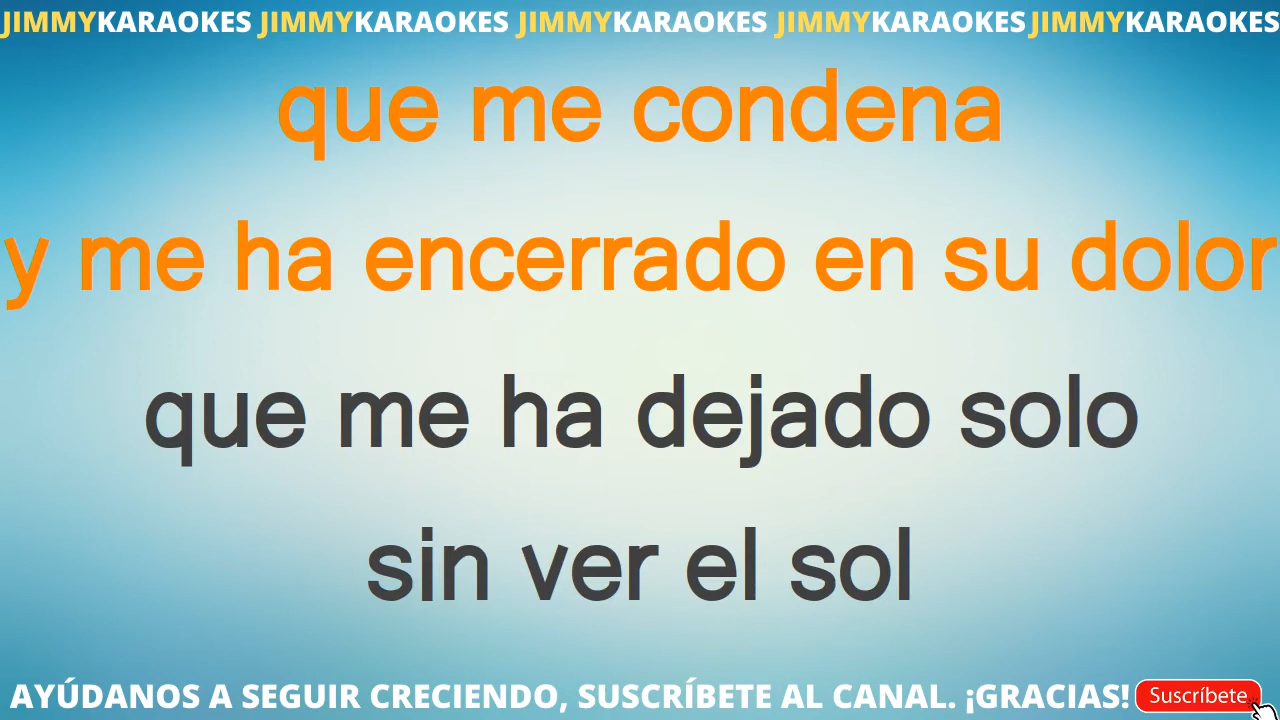 JIMMYKARAOKES JIMMYKARAOKES JIMMYKARAOKES JIMMYKARAOKES JIMMYKARAOKES
que me condena
y me ha encerrado en su dolor
que me ha dejado solo
sin ver el sol
AYÚDANOS A SEGUIR CRECIENDO, SUSCRÍBETE AL CANAL. ¡GRACIAS! Suscríbete